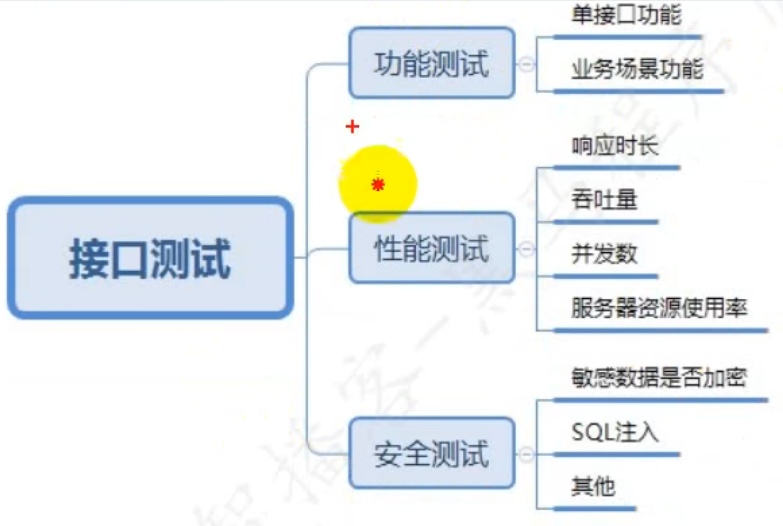 接口测试
功能测试
单接口功能
业务场景功能
性能测试
响应时长
吞吐量
并发数
服务器资源使用率
安全测试
敏感数据是否加密
SQL注入
其他